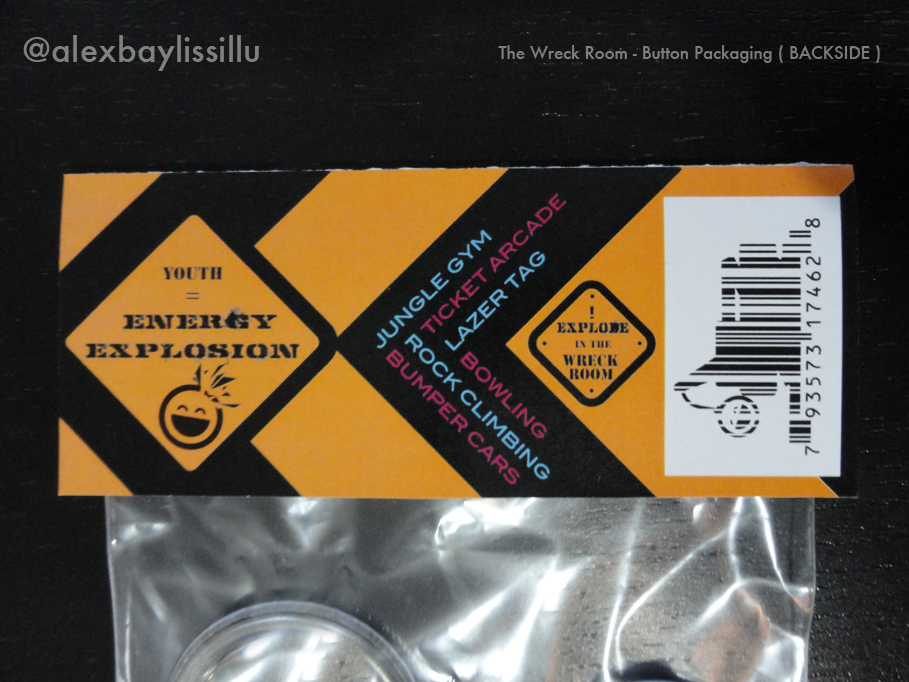 @alexbaylissillu
The Wreck Room - Button Packaging ( BACKSIDE )
YOUTH
=
ENERGY
EXPLOSION
JUNGLE GYM
TICKET ARCADE
LAZER TAG
BOWLING
ROCK CLIMBING
BUMPER CARS
!
EXPLODE
IN THE
WRECK
ROOM
7 93573 17462 8